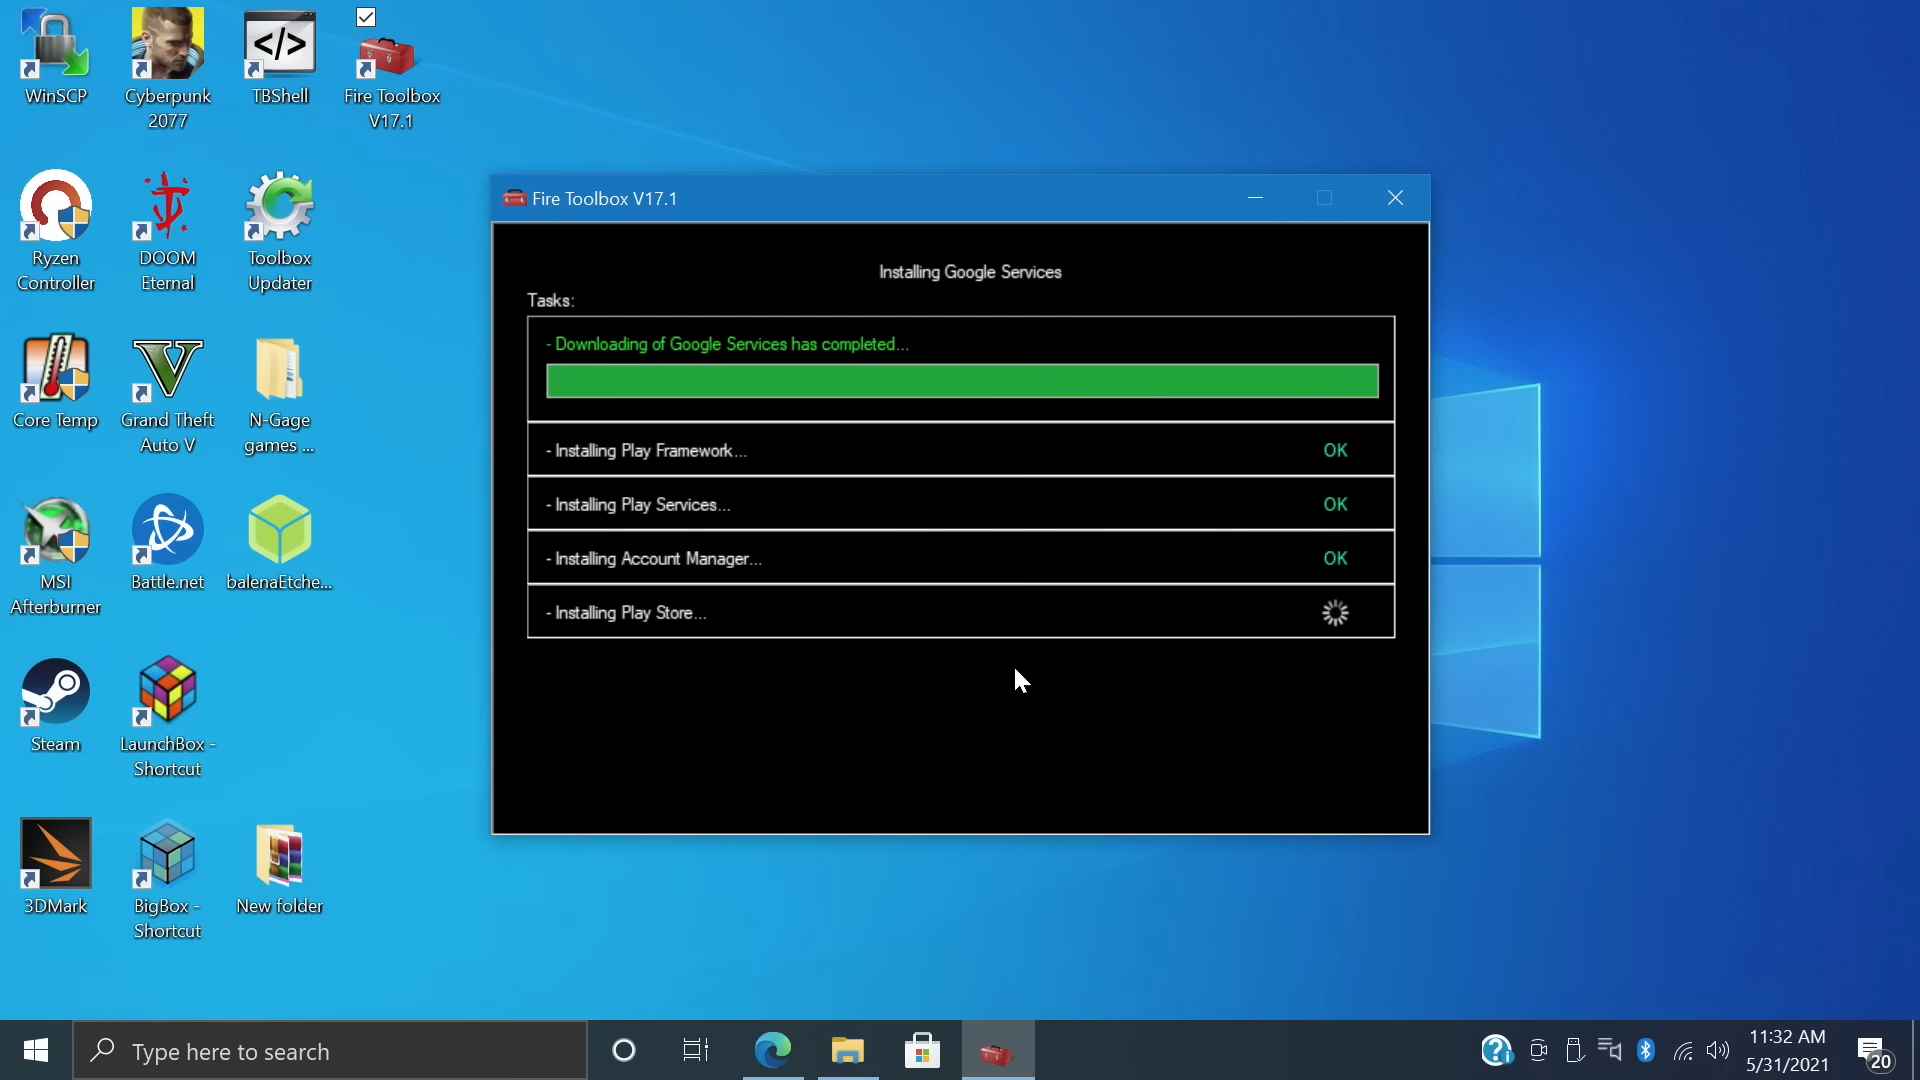 WinSCP
Cyberpunk
2077
TBShell
Fire Toolbox
V17.1
Ryzen
Controller
DOOM
Eternal
Toolbox
Updater
Core Temp
Grand Theft
Auto V
N-Gage
games ...
MSI
Afterburner
Battle.net
balenaEtche...
Steam
LaunchBox -
Shortcut
3DMark
BigBox -
Shortcut
New folder
Fire Toolbox V17.1
Installing Google Services
Tasks:
- Downloading of Google Services has completed...
- Installing Play Framework... OK
- Installing Play Services... OK
- Installing Account Manager... OK
- Installing Play Store...
Type here to search
11:32 AM
5/31/2021
20